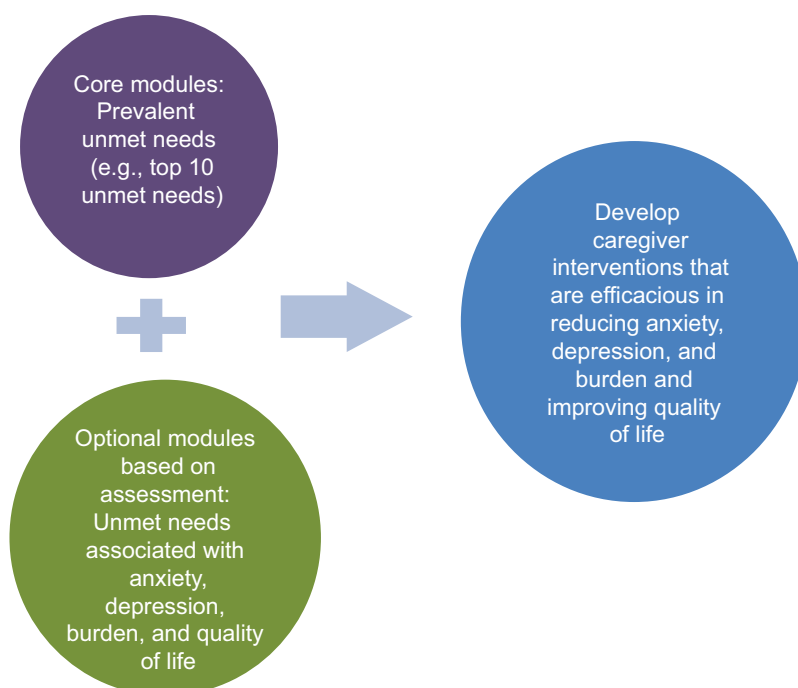 Core modules:
Prevalent
unmet needs
(e.g., top 10
unmet needs)
Optional modules
based on
assessment:
Unmet needs
associated with
anxiety,
depression,
burden, and quality
of life
Develop
caregiver
interventions that
are efficacious in
reducing anxiety,
depression, and
burden and
improving quality
of life